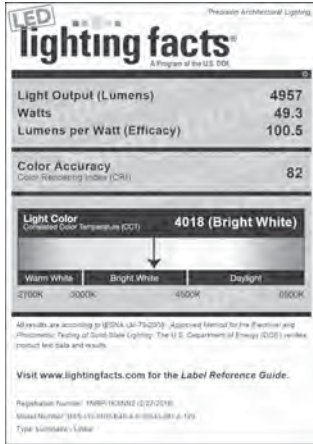 Precision Architectural Lighting
LED
lighting facts®
A Program of the U.S. DOE
Light Output (Lumens) 4957
Watts 49.3
Lumens per Watt (Efficacy) 100.5
Color Accuracy
Color Rendering Index (CRI) 82
Light Color
Correlated Color Temperature (CCT) 4018 (Bright White)
Warm White Bright White Daylight
2700K 3000K 4500K 6500K
All results are according to IESNA LM-79-2008: Approved Method for the Electrical and
Photometric Testing of Solid-State Lighting. The U.S. Department of Energy (DOE) verifies
product test data and results.
Visit www.lightingfacts.com for the Label Reference Guide.
Registration Number:
Model Number:
Type: Luminaire - Linear